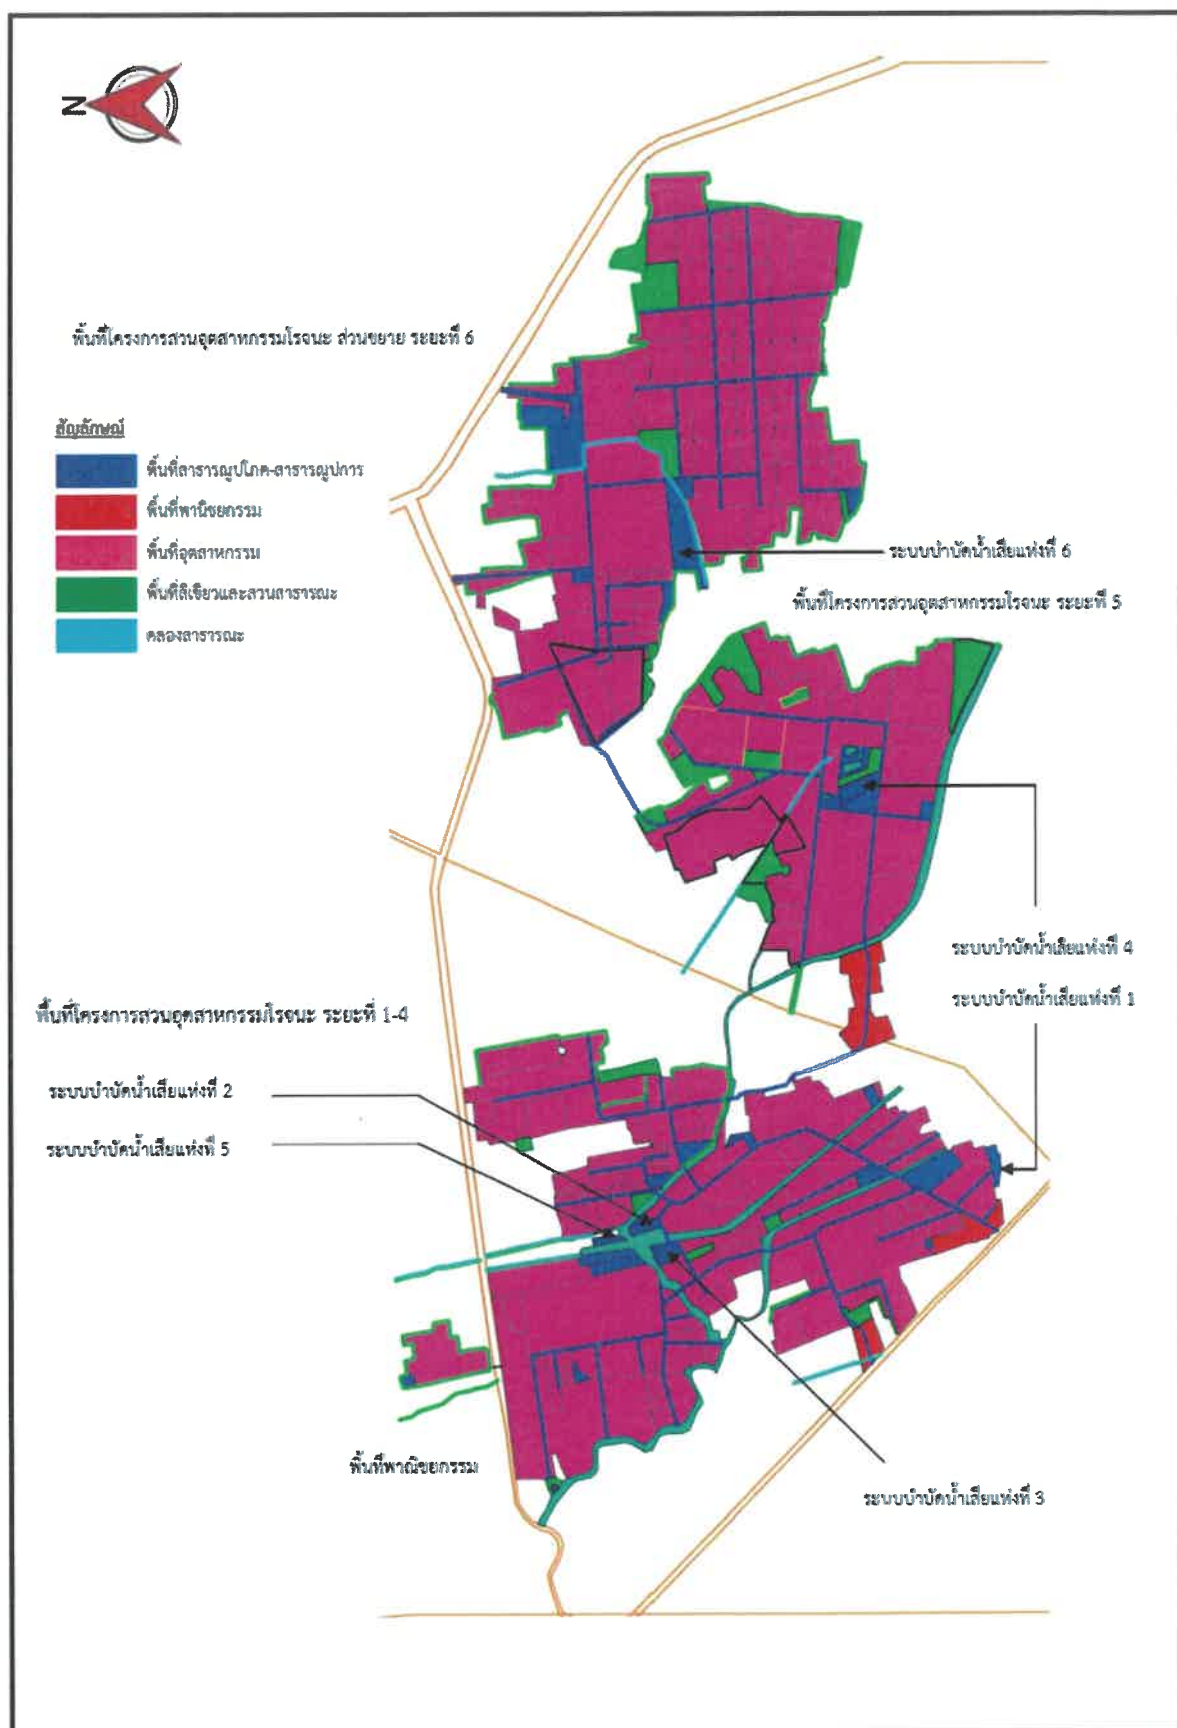 N
พื้นที่โครงการสวนอุตสาหกรรมโรจนะ ส่วนขยาย ระยะที่ 6
สัญลักษณ์
พื้นที่สาธารณูปโภค-สาธารณูปการ
พื้นที่พานิชยกรรม
พื้นที่อุตสาหกรรม
พื้นที่สีเขียวและสวนสาธารณะ
คลองสาธารณะ
ระบบบำบัดน้ำเสียแห่งที่ 6
พื้นที่โครงการสวนอุตสาหกรรมโรจนะ ระยะที่ 5
ระบบบำบัดน้ำเสียแห่งที่ 4
ระบบบำบัดน้ำเสียแห่งที่ 1
พื้นที่โครงการสวนอุตสาหกรรมโรจนะ ระยะที่ 1-4
ระบบบำบัดน้ำเสียแห่งที่ 2
ระบบบำบัดน้ำเสียแห่งที่ 5
พื้นที่พาณิชยกรรม
ระบบบำบัดน้ำเสียแห่งที่ 3